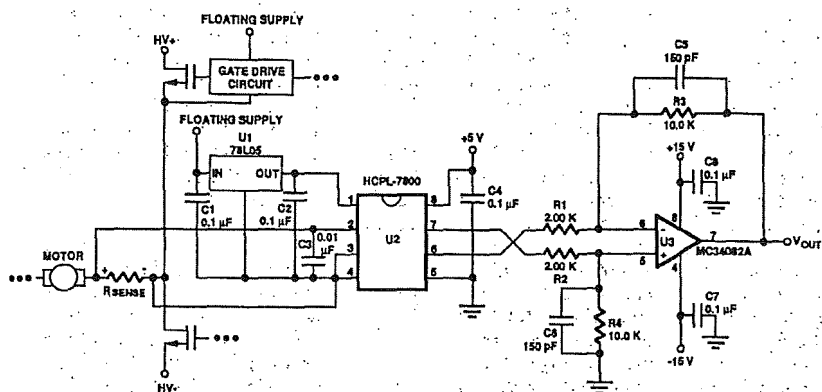 FLOATING SUPPLY
HV+
GATE DRIVE
CIRCUIT
FLOATING SUPPLY
U1
78L05
IN OUT
C1
0.1 µF
C2
0.1 µF
C3
0.01
µF
MOTOR
+ -
RSENSE
HV-
HCPL-7800
U2
1
2
3
4
8
7
6
5
+5 V
C4
0.1 µF
R1
2.00 K
2.00 K
R2
C6
150 pF
R4
10.0 K
C5
150 pF
R3
10.0 K
+15 V
C8
0.1 µF
6
5
-
+
U3
8
7
4
MC34082A
VOUT
C7
0.1 µF
-15 V